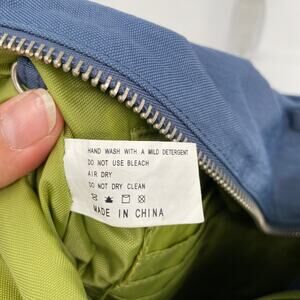 HAND WASH WITH A MILD DETERGENT
DO NOT USE BLEACH
AIR DRY
DO NOT DRY CLEAN
MADE IN CHINA